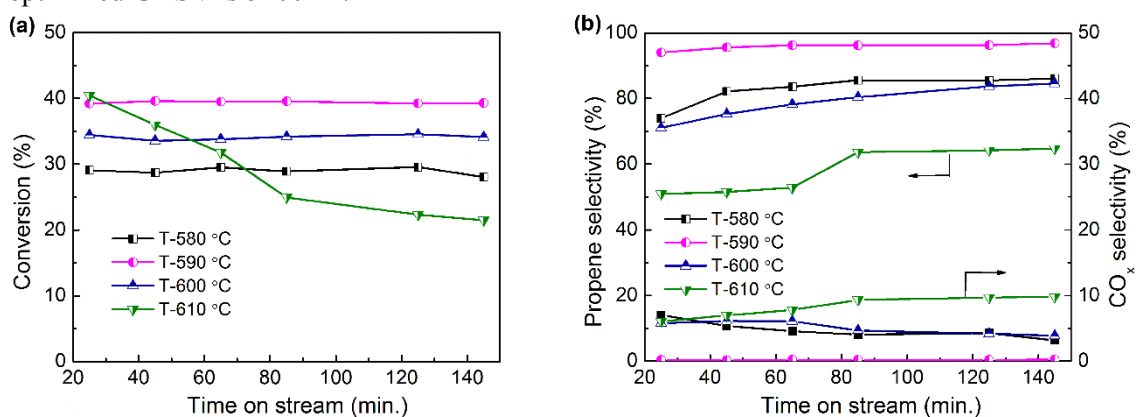 (a)
50
40
30
20
10
0
Conversion (%)
T-580 °C
T-590 °C
T-600 °C
T-610 °C
20 40 60 80 100 120 140
Time on stream (min.)
(b)
100
80
60
40
20
0
Propene selectivity (%)
T-580 °C
T-590 °C
T-600 °C
T-610 °C
50
40
30
20
10
0
COx selectivity (%)
20 40 60 80 100 120 140
Time on stream (min.)